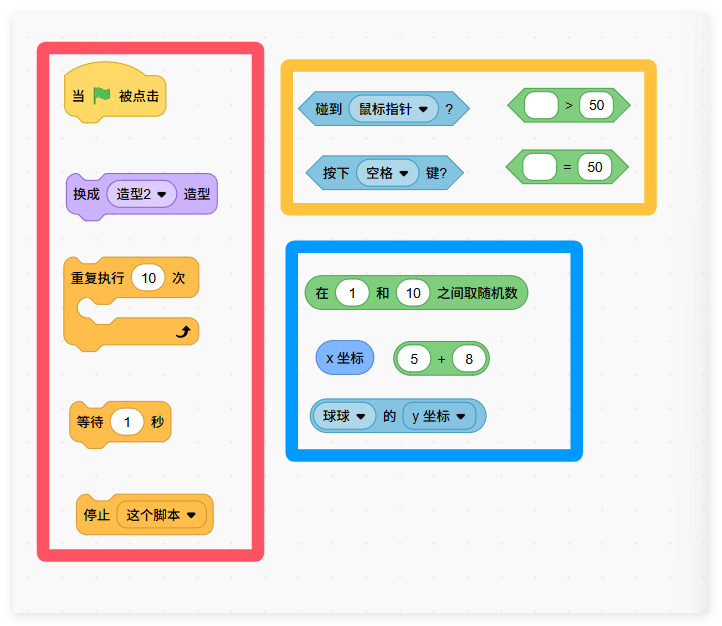 当 被点击
换成 造型2 造型
重复执行 10 次
等待 1 秒
停止 这个脚本
碰到 鼠标指针 ?
> 50
按下 空格 键?
= 50
在 1 和 10 之间取随机数
x 坐标
5 + 8
球球 的 y 坐标